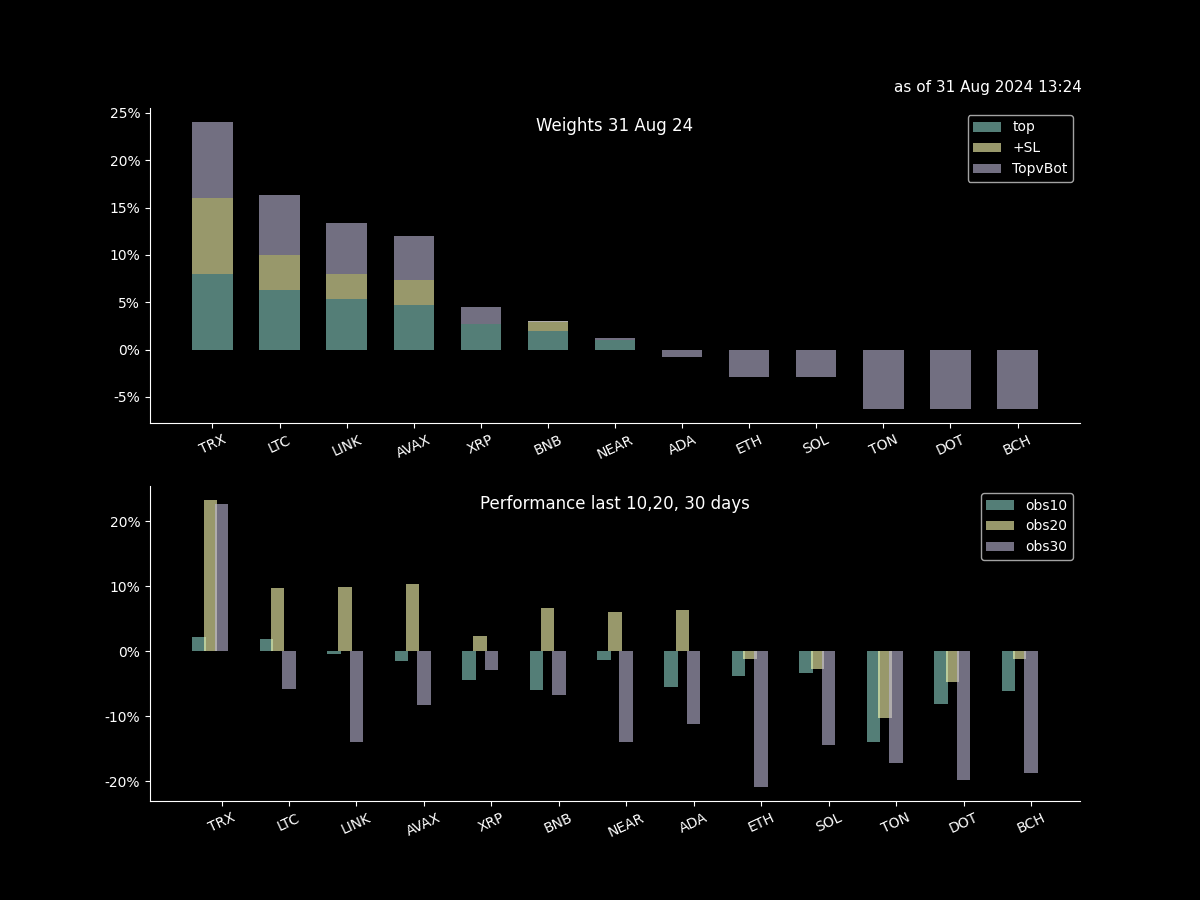 as of 31 Aug 2024 13:24
Weights 31 Aug 24
top
+SL
TopvBot
25%
20%
15%
10%
5%
0%
-5%
TRX LTC LINK AVAX XRP BNB NEAR ADA ETH SOL TON DOT BCH
Performance last 10,20, 30 days
obs10
obs20
obs30
20%
10%
0%
-10%
-20%
TRX LTC LINK AVAX XRP BNB NEAR ADA ETH SOL TON DOT BCH